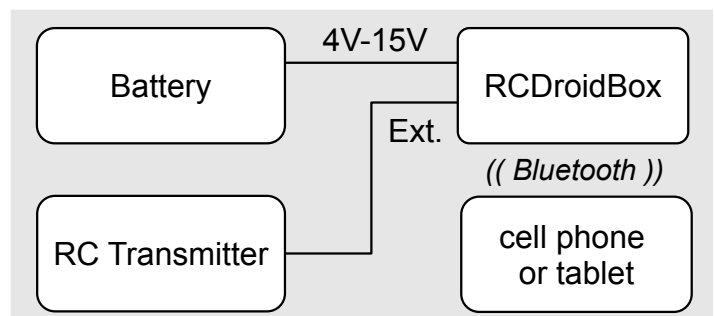 4V-15V
Battery
RCDroidBox
Ext.
(( Bluetooth ))
RC Transmitter
cell phone
or tablet